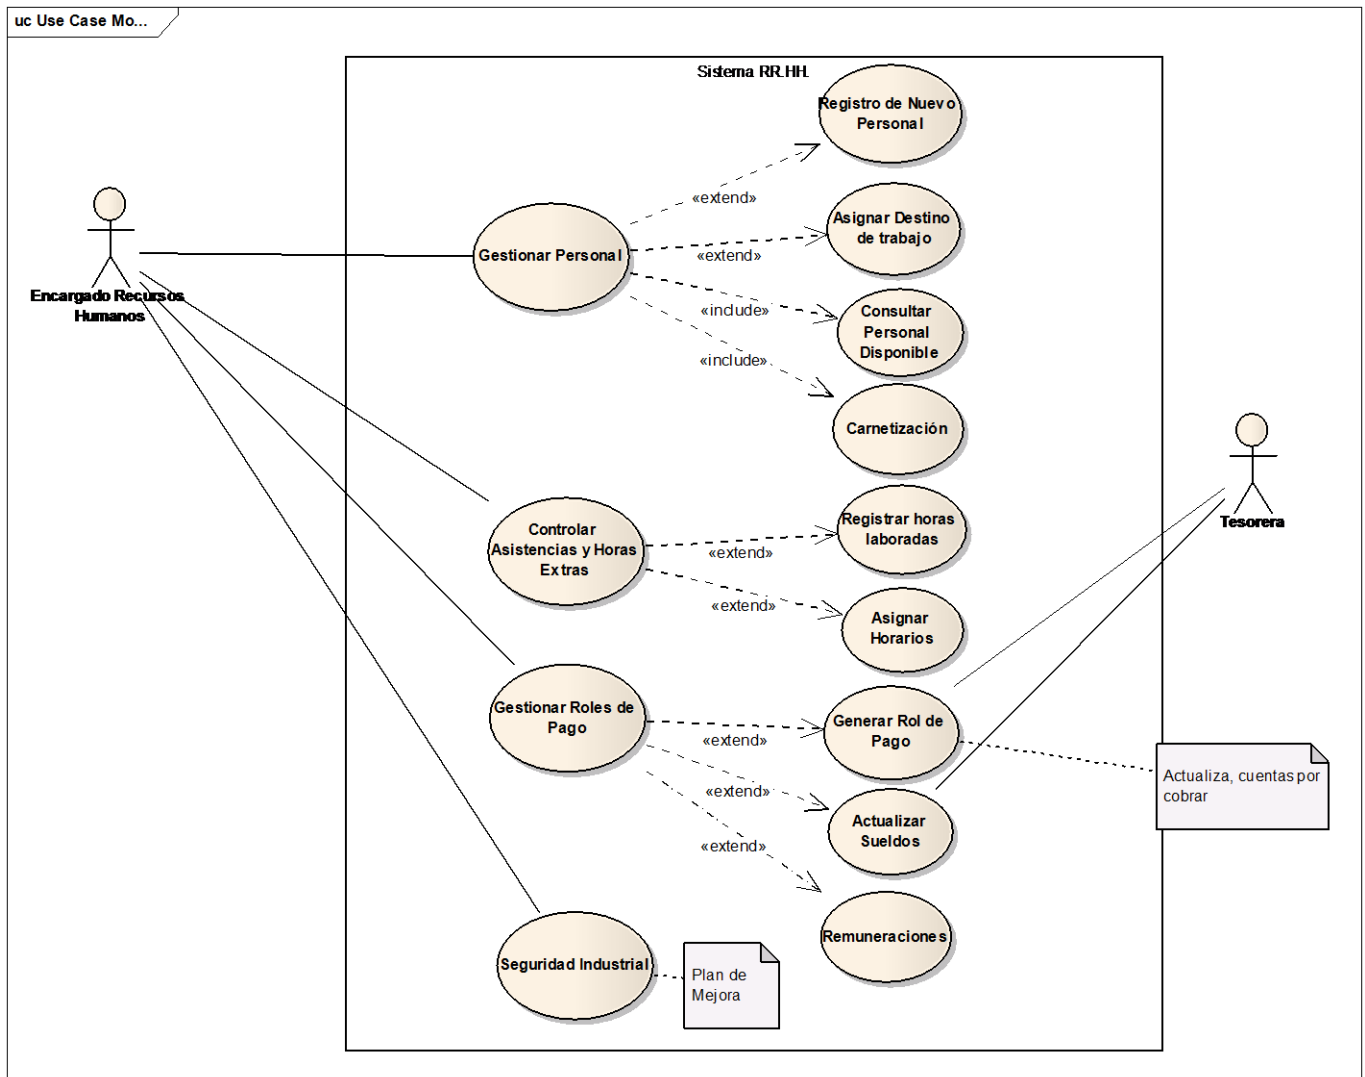 uc Use Case Mo...
Sistema RR.HH.
Registro de Nuevo
Personal
«extend»
Asignar Destino
de trabajo
Gestionar Personal
«extend»
Encargado Recursos
Humanos
«include»
Consultar
Personal
Disponible
«include»
Carnetización
Tesorera
Controlar
Asistencias y Horas
Extras
«extend»
Registrar horas
laboradas
«extend»
Asignar
Horarios
Gestionar Roles de
Pago
«extend»
Generar Rol de
Pago
Actualiza, cuentas por
cobrar
«extend»
Actualizar
Sueldos
«extend»
Remuneraciones
Seguridad Industrial
Plan de
Mejora